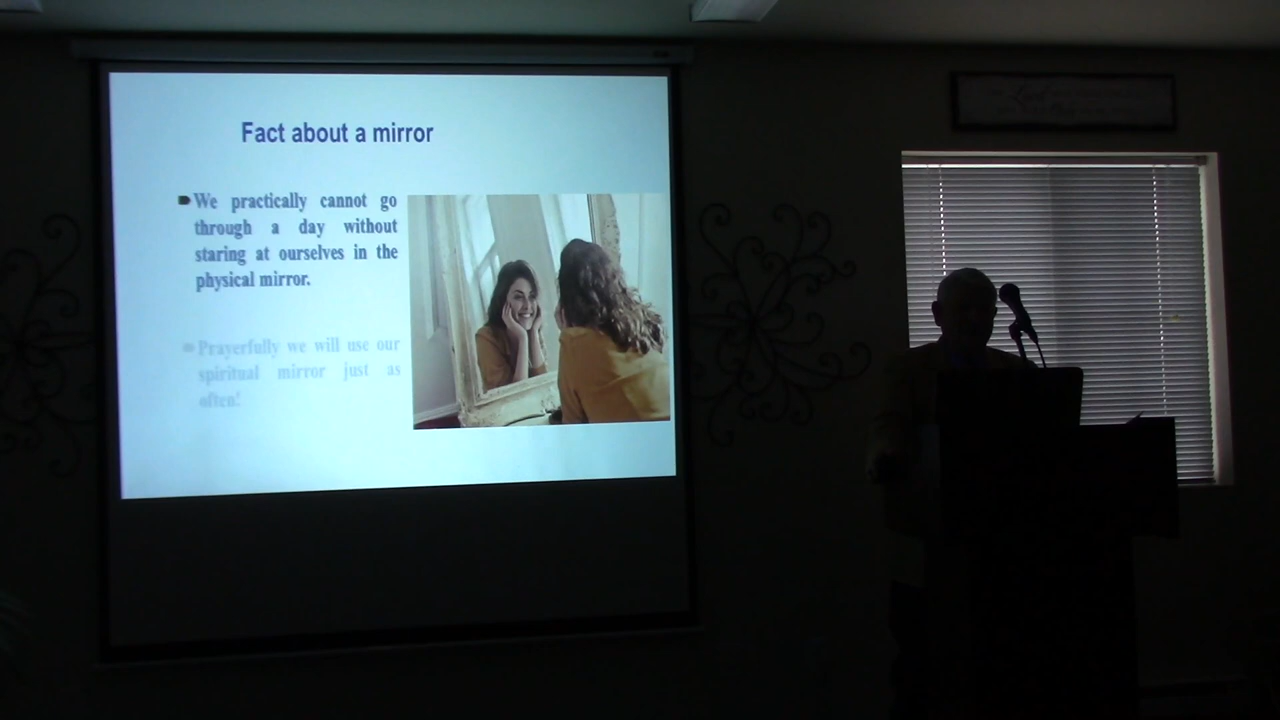 Fact about a mirror
We practically cannot go
through a day without
staring at ourselves in the
physical mirror.
Prayerfully we will use our
spiritual mirror just as
often!